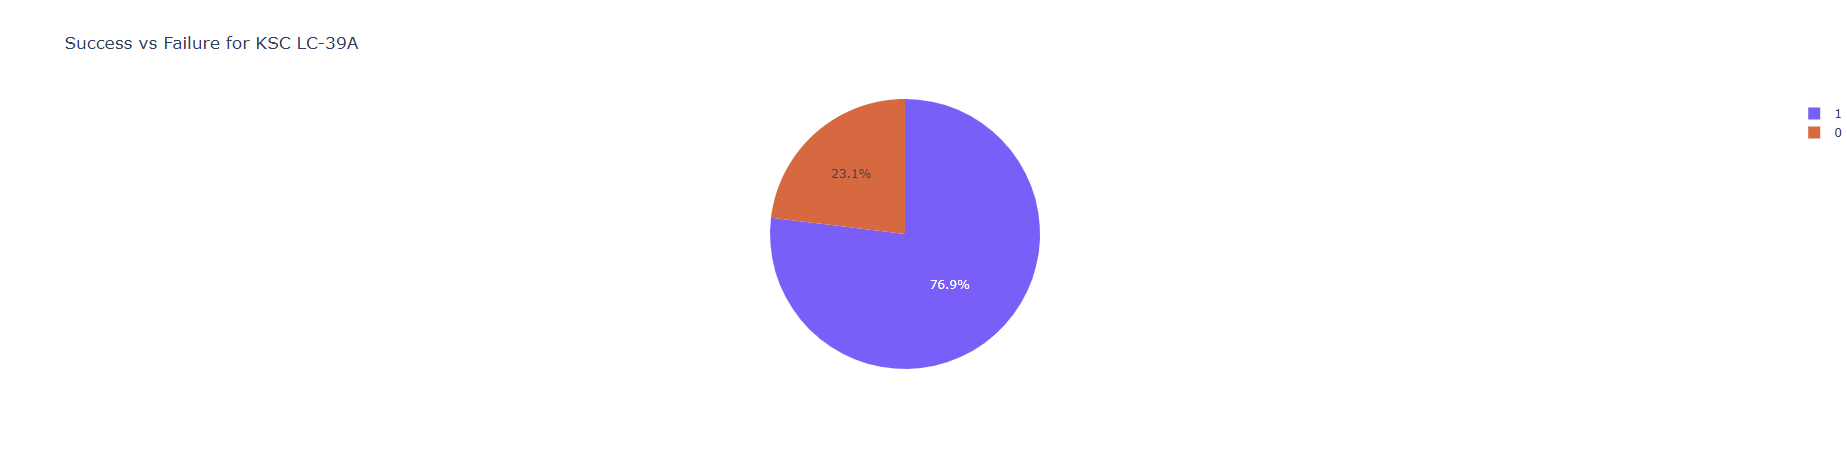 Success vs Failure for KSC LC-39A
1
0
23.1%
76.9%